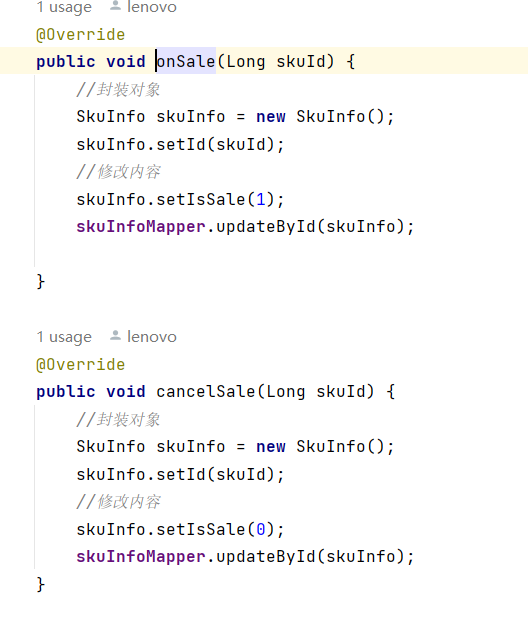 1 usage lenovo
@Override
public void onSale(Long skuId) {
//封装对象
SkuInfo skuInfo = new SkuInfo();
skuInfo.setId(skuId);
//修改内容
skuInfo.setIsSale(1);
skuInfoMapper.updateById(skuInfo);
}
1 usage lenovo
@Override
public void cancelSale(Long skuId) {
//封装对象
SkuInfo skuInfo = new SkuInfo();
skuInfo.setId(skuId);
//修改内容
skuInfo.setIsSale(0);
skuInfoMapper.updateById(skuInfo);
}